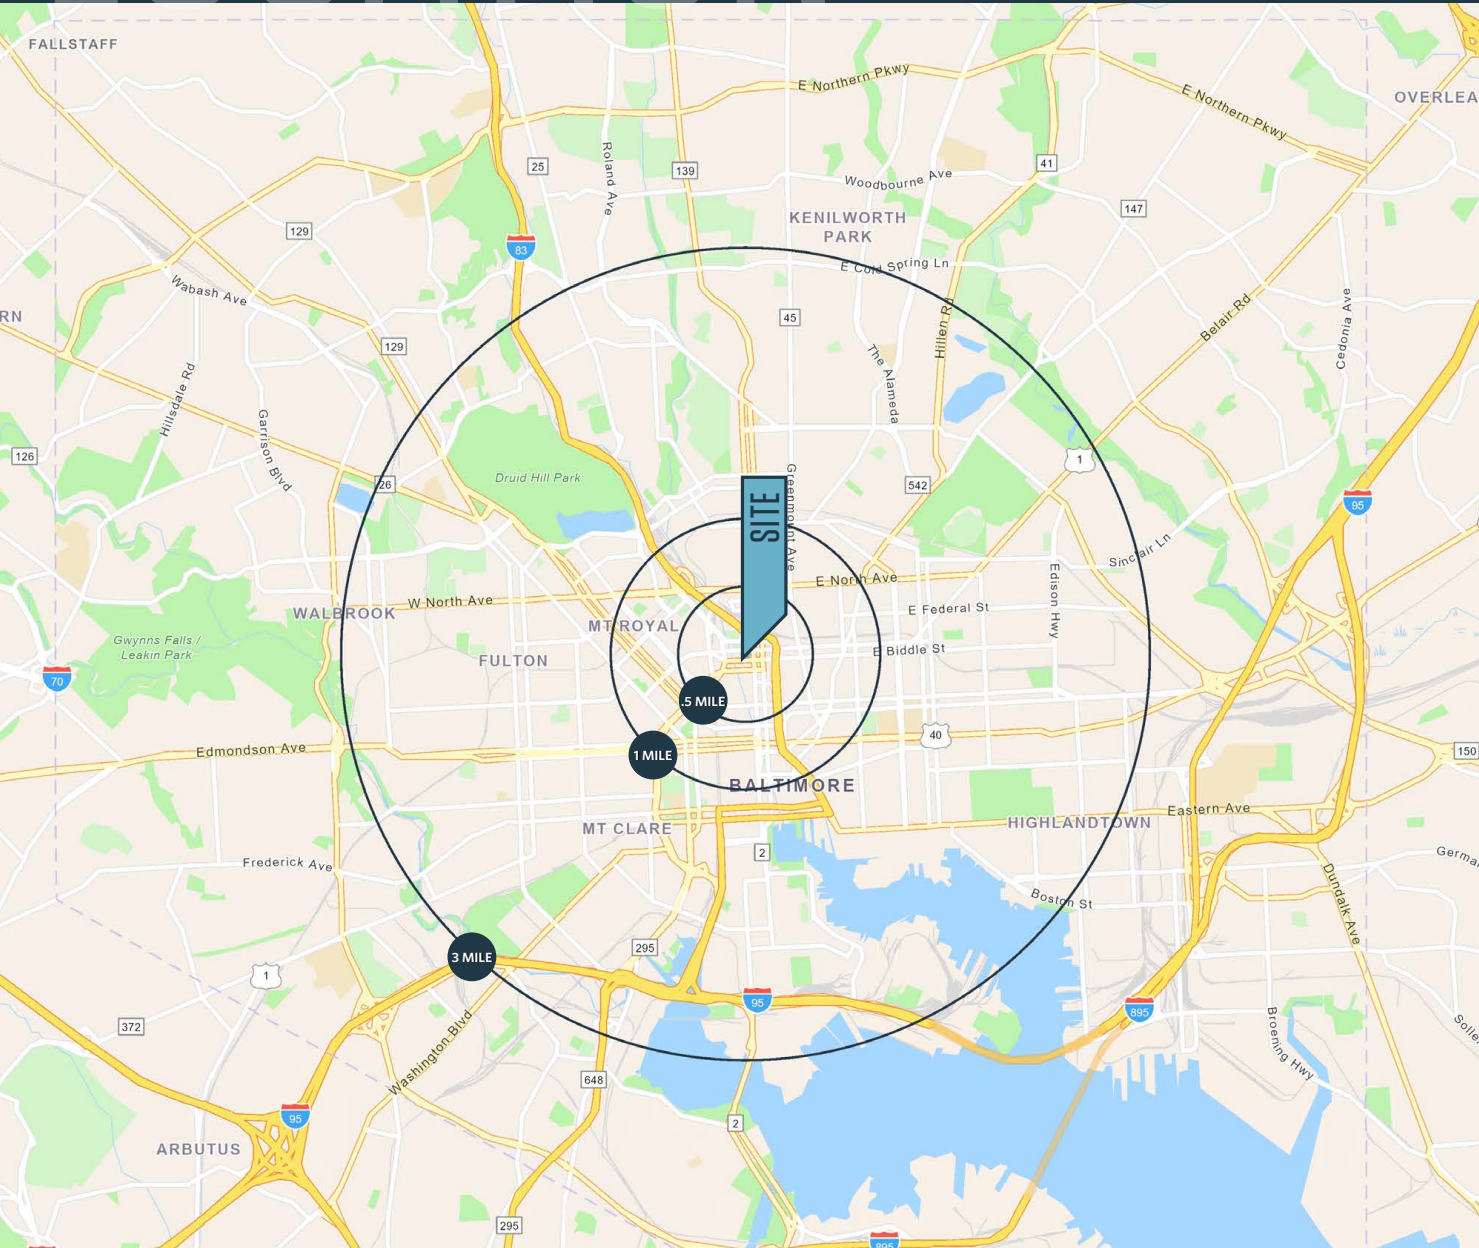 FALLSTAFF
E Northern Pkwy
E Northern Pkwy
OVERLEA
25
Roland Ave
139
41
Woodbourne Ave
147
KENILWORTH
PARK
129
83
E Cold Spring Ln
Wabash Ave
RN
45
Hillen Rd
Belair Rd
Cedonia Ave
129
The Alameda
Hillsdale Rd
Garrison Blvd
126
1
26
Druid Hill Park
542
Greenmount Ave
SITE
95
Sinclair Ln
E North Ave
Edison Hwy
W North Ave
E Federal St
WALBROOK
MT ROYAL
Gwynns Falls /
Leakin Park
FULTON
E Biddle St
70
.5 MILE
40
Edmondson Ave
1 MILE
150
BALTIMORE
Eastern Ave
MT CLARE
HIGHLANDTOWN
2
Frederick Ave
Germa
Boston St
Dundalk Ave
295
3 MILE
1
95
895
372
Washington Blvd
Broening Hwy
Solle
648
95
2
ARBUTUS
295
895